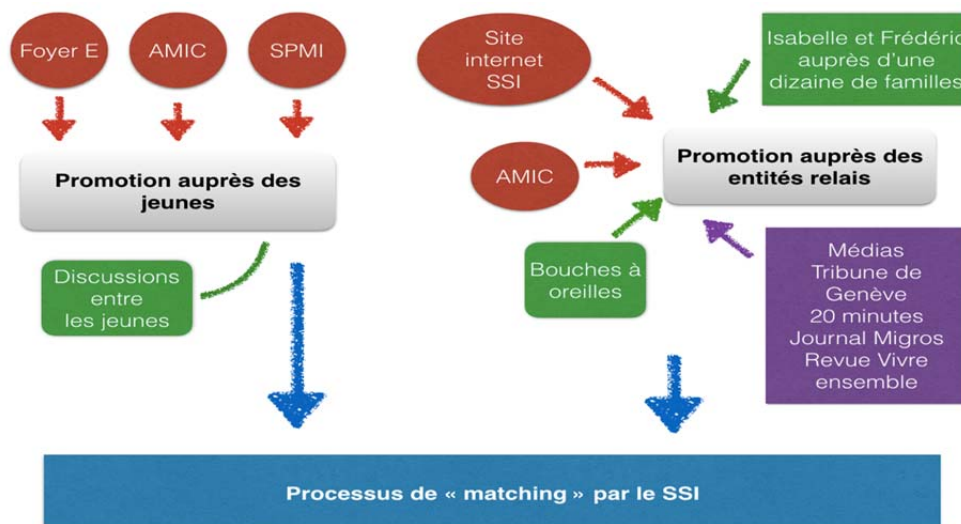 Foyer E
AMIC
SPMI
Site
internet
SSI
Isabelle et Frédéric
auprès d'une
dizaine de familles
Promotion auprès des
jeunes
AMIC
Promotion auprès des
entités relais
Discussions
entre
les jeunes
Bouches à
oreilles
Médias
Tribune de
Genève
20 minutes
Journal Migros
Revue Vivre
ensemble
Processus de « matching » par le SSI